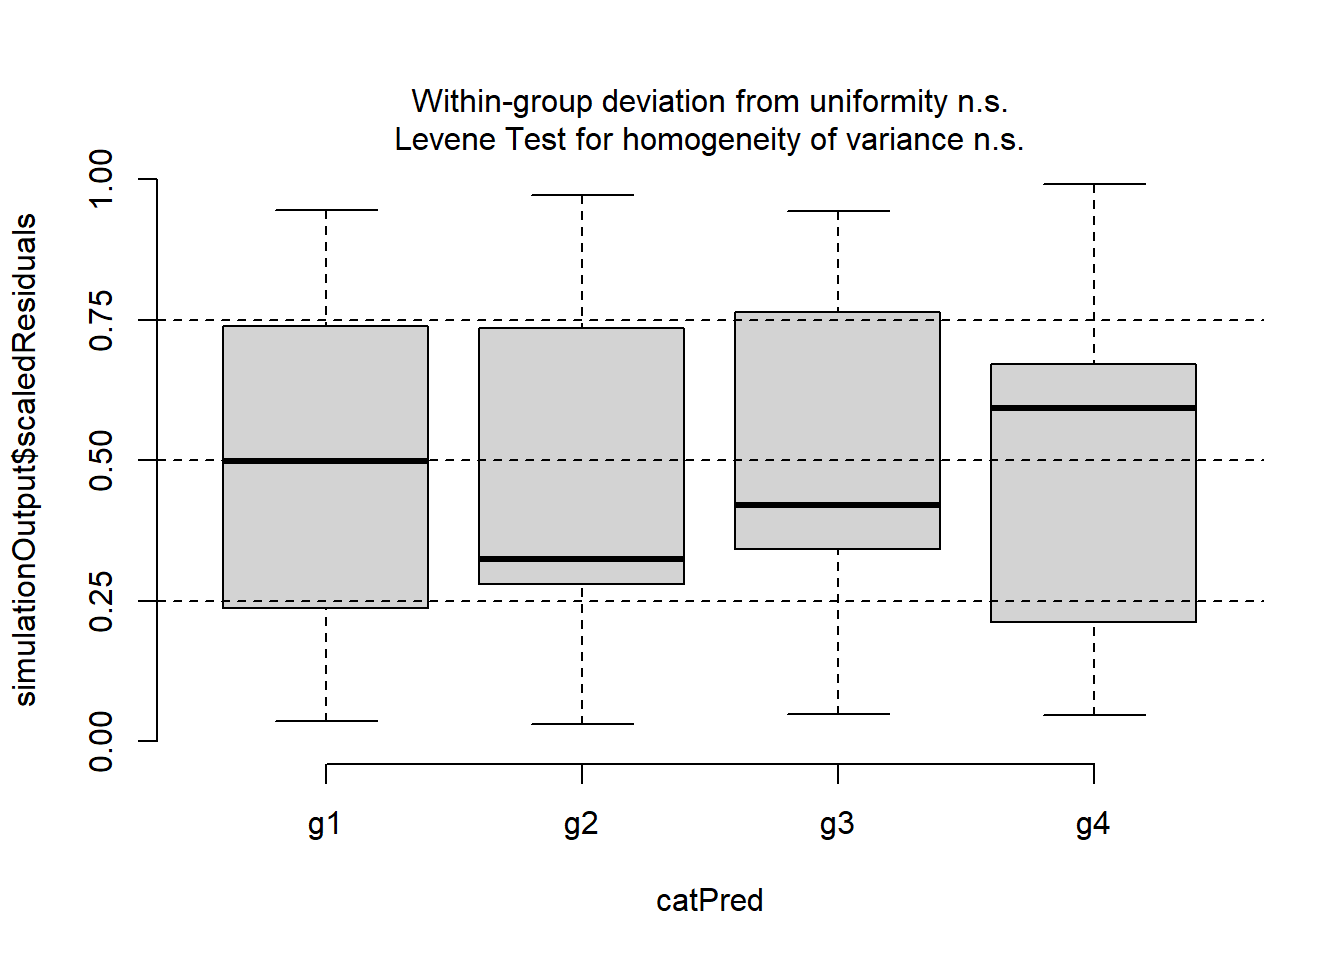 Within-group deviation from uniformity n.s.
Levene Test for homogeneity of variance n.s.
simulationOutput$scaledResiduals
1.00
0.75
0.50
0.25
0.00
g1 g2 g3 g4
catPred